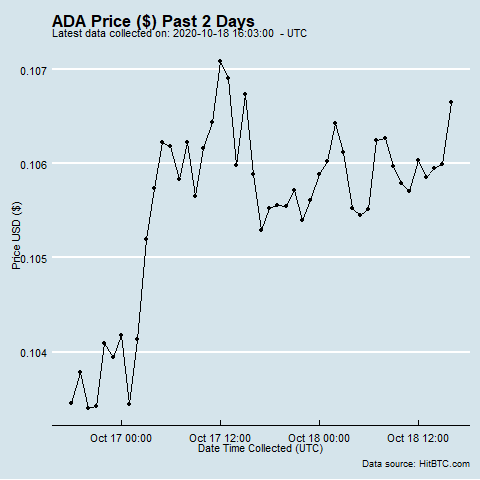 ADA Price ($) Past 2 Days
Latest data collected on: 2020-10-18 16:03:00  - UTC
0.107
0.106
0.105
0.104
Price USD ($)
Oct 17 00:00 Oct 17 12:00 Oct 18 00:00 Oct 18 12:00
Date Time Collected (UTC)
Data source: HitBTC.com